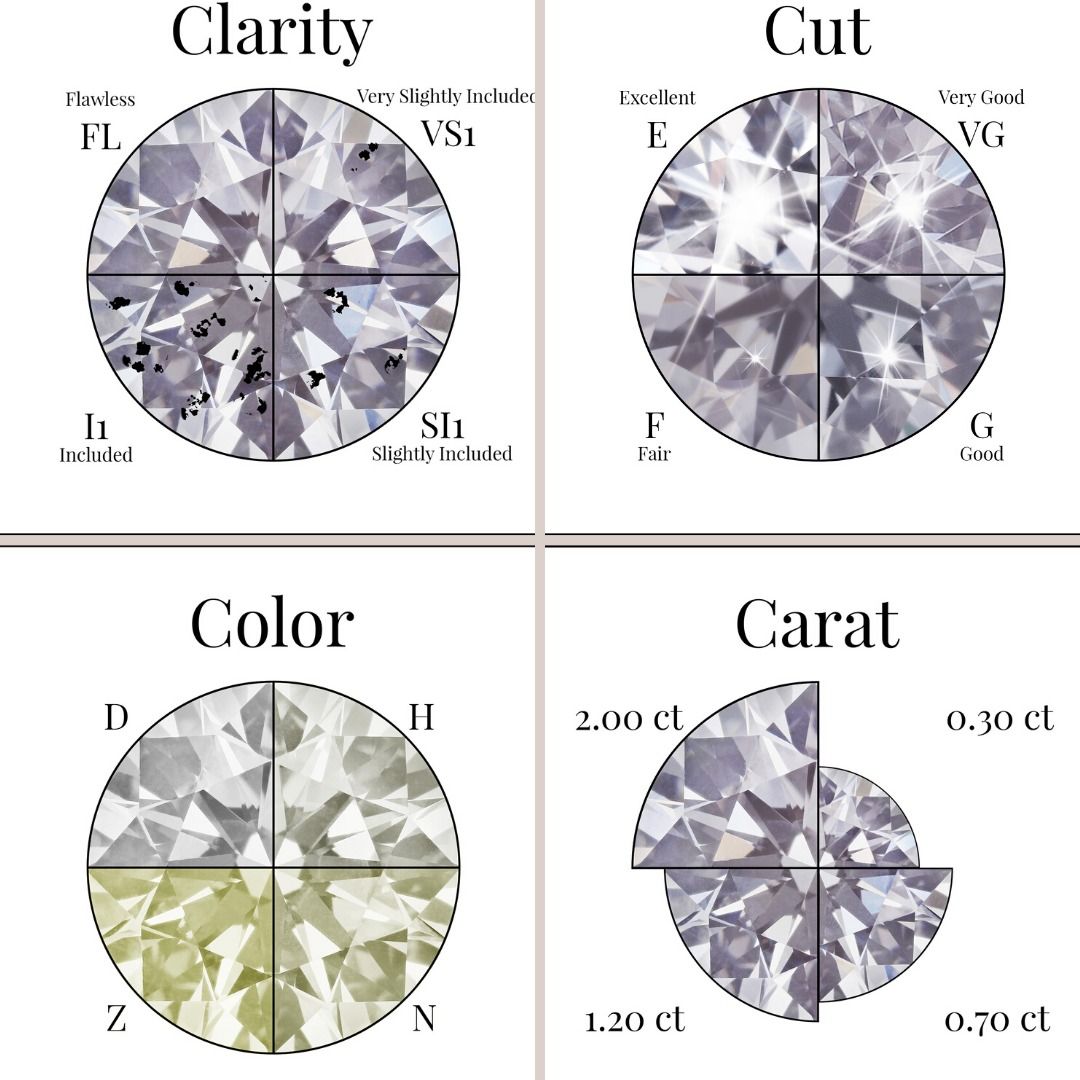 Clarity
Flawless
FL
Very Slightly Included
VS1
I1
Included
SI1
Slightly Included
Cut
Excellent
E
Very Good
VG
F
Fair
G
Good
Color
D
H
Z
N
Carat
2.00 ct
0.30 ct
1.20 ct
0.70 ct